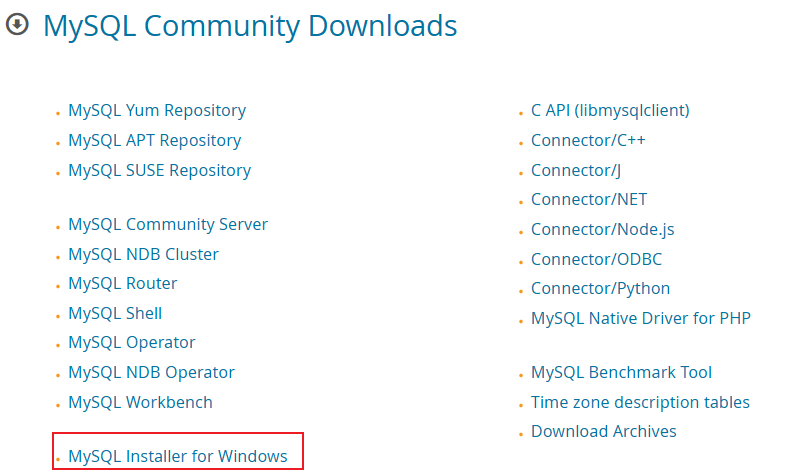 MySQL Community Downloads
MySQL Yum Repository
MySQL APT Repository
MySQL SUSE Repository
MySQL Community Server
MySQL NDB Cluster
MySQL Router
MySQL Shell
MySQL Operator
MySQL NDB Operator
MySQL Workbench
MySQL Installer for Windows
C API (libmysqlclient)
Connector/C++
Connector/J
Connector/NET
Connector/Node.js
Connector/ODBC
Connector/Python
MySQL Native Driver for PHP
MySQL Benchmark Tool
Time zone description tables
Download Archives